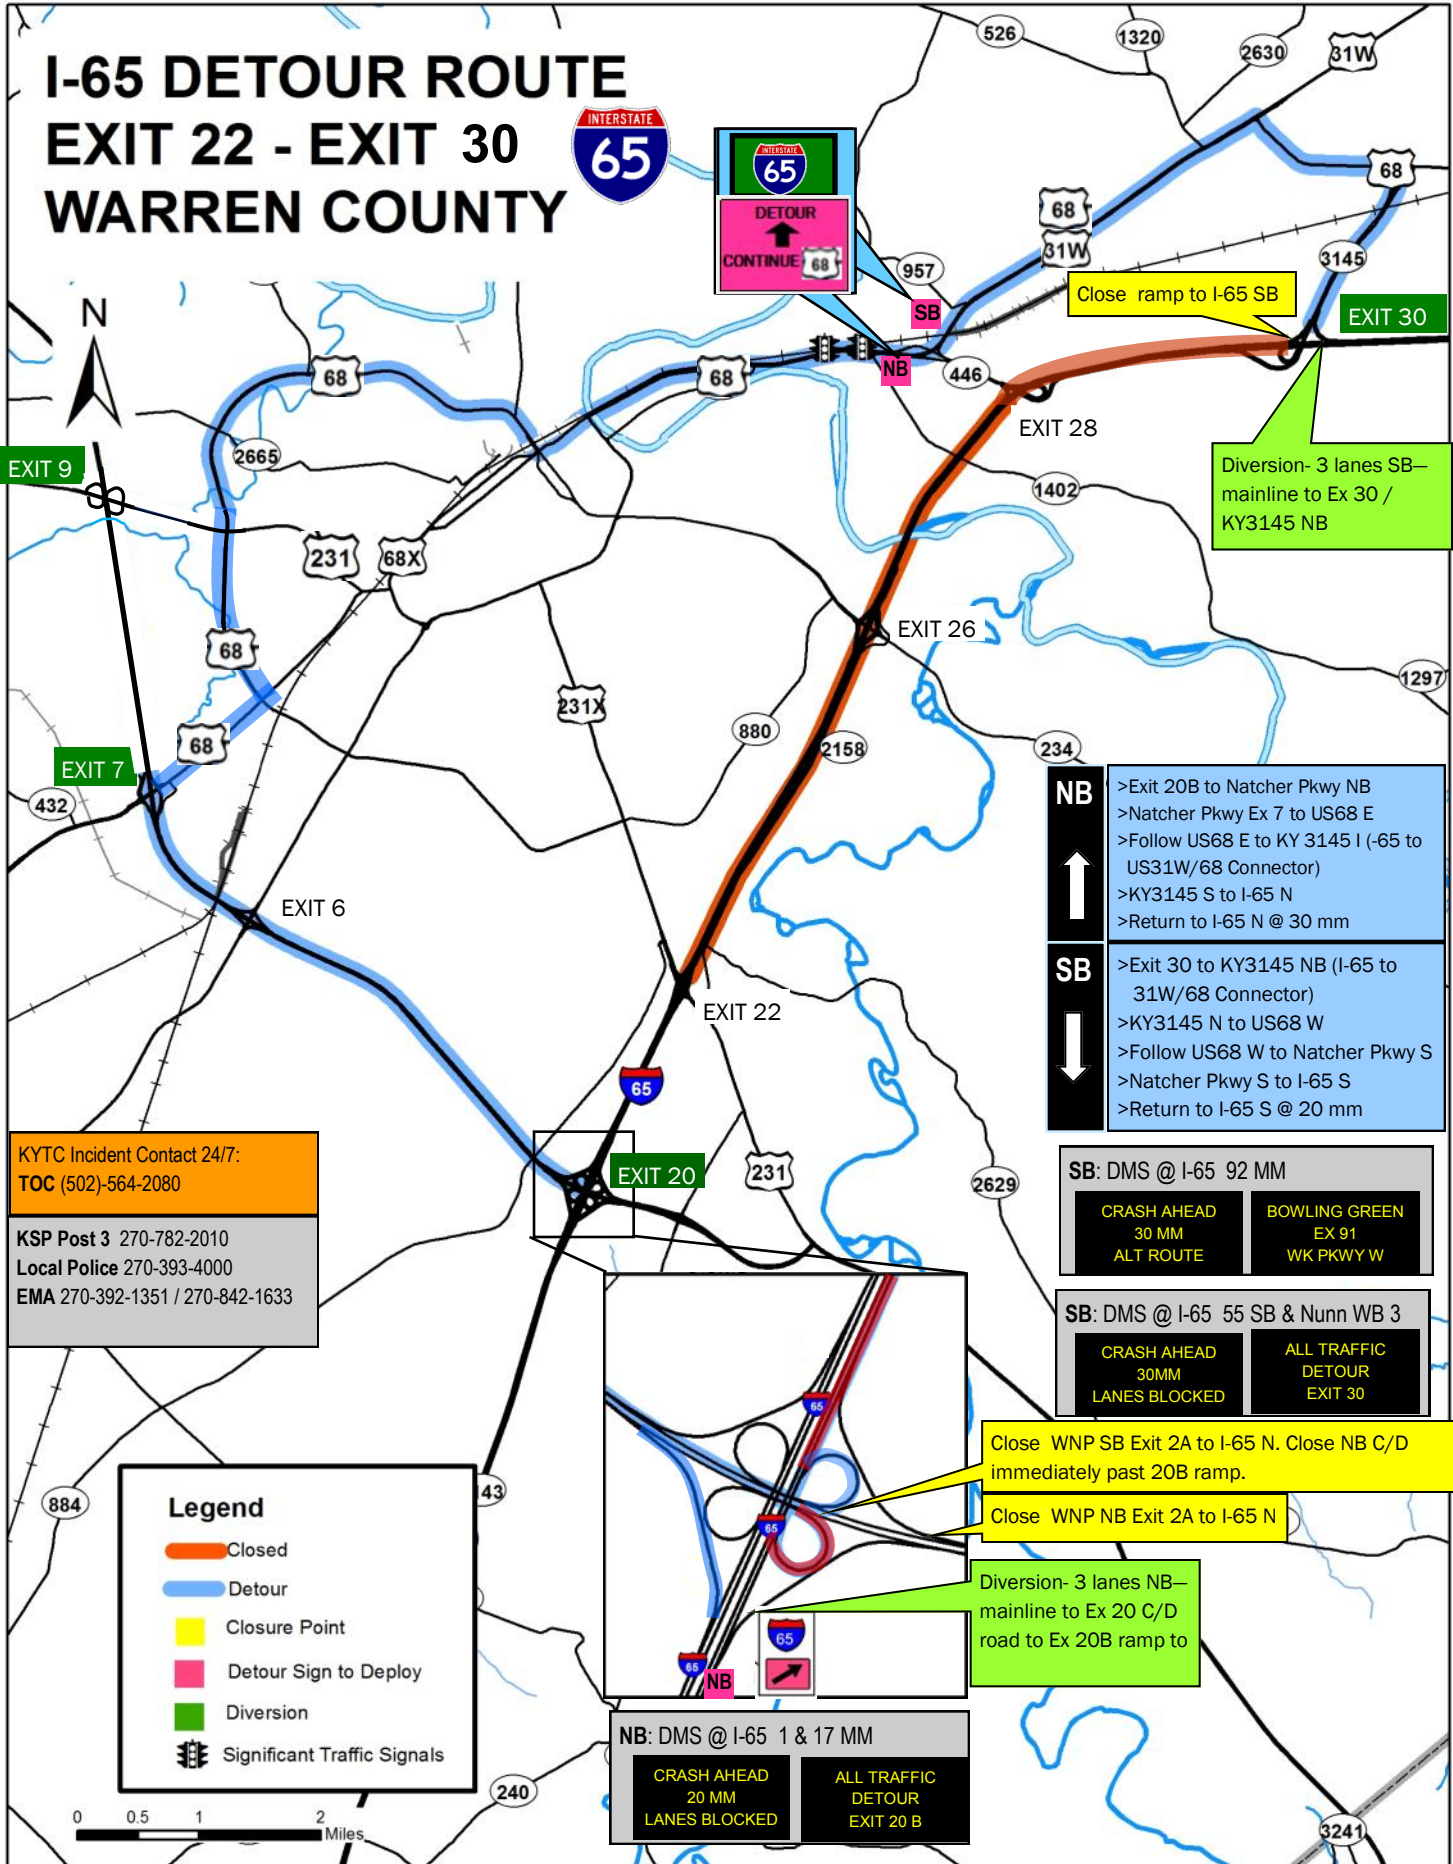 I-65 DETOUR ROUTE
EXIT 22 - EXIT 30
WARREN COUNTY
INTERSTATE
65
INTERSTATE
65
DETOUR
CONTINUE 68
526
1320
2630
31W
68
68
31W
3145
957
SB
NB
446
Close ramp to I-65 SB
EXIT 30
EXIT 28
Diversion- 3 lanes SB—
mainline to Ex 30 /
KY3145 NB
N
68
68
2665
EXIT 9
231
68X
1402
EXIT 26
68
68
231X
880
2158
234
1297
EXIT 7
432
EXIT 6
EXIT 22
65
EXIT 20
231
2629
NB
>Exit 20B to Natcher Pkwy NB
>Natcher Pkwy Ex 7 to US68 E
>Follow US68 E to KY 3145 I (-65 to
US31W/68 Connector)
>KY3145 S to I-65 N
>Return to I-65 N @ 30 mm
SB
>Exit 30 to KY3145 NB (I-65 to
31W/68 Connector)
>KY3145 N to US68 W
>Follow US68 W to Natcher Pkwy S
>Natcher Pkwy S to I-65 S
>Return to I-65 S @ 20 mm
KYTC Incident Contact 24/7:
TOC (502)-564-2080
KSP Post 3 270-782-2010
Local Police 270-393-4000
EMA 270-392-1351 / 270-842-1633
SB: DMS @ I-65 92 MM
CRASH AHEAD
30 MM
ALT ROUTE
BOWLING GREEN
EX 91
WK PKWY W
SB: DMS @ I-65 55 SB & Nunn WB 3
CRASH AHEAD
30MM
LANES BLOCKED
ALL TRAFFIC
DETOUR
EXIT 30
Close WNP SB Exit 2A to I-65 N. Close NB C/D
immediately past 20B ramp.
Close WNP NB Exit 2A to I-65 N
Diversion- 3 lanes NB—
mainline to Ex 20 C/D
road to Ex 20B ramp to
65
65
65
65
NB
884
43
240
3241
Legend
Closed
Detour
Closure Point
Detour Sign to Deploy
Diversion
Significant Traffic Signals
0 0.5 1 2
Miles
NB: DMS @ I-65 1 & 17 MM
CRASH AHEAD
20 MM
LANES BLOCKED
ALL TRAFFIC
DETOUR
EXIT 20 B